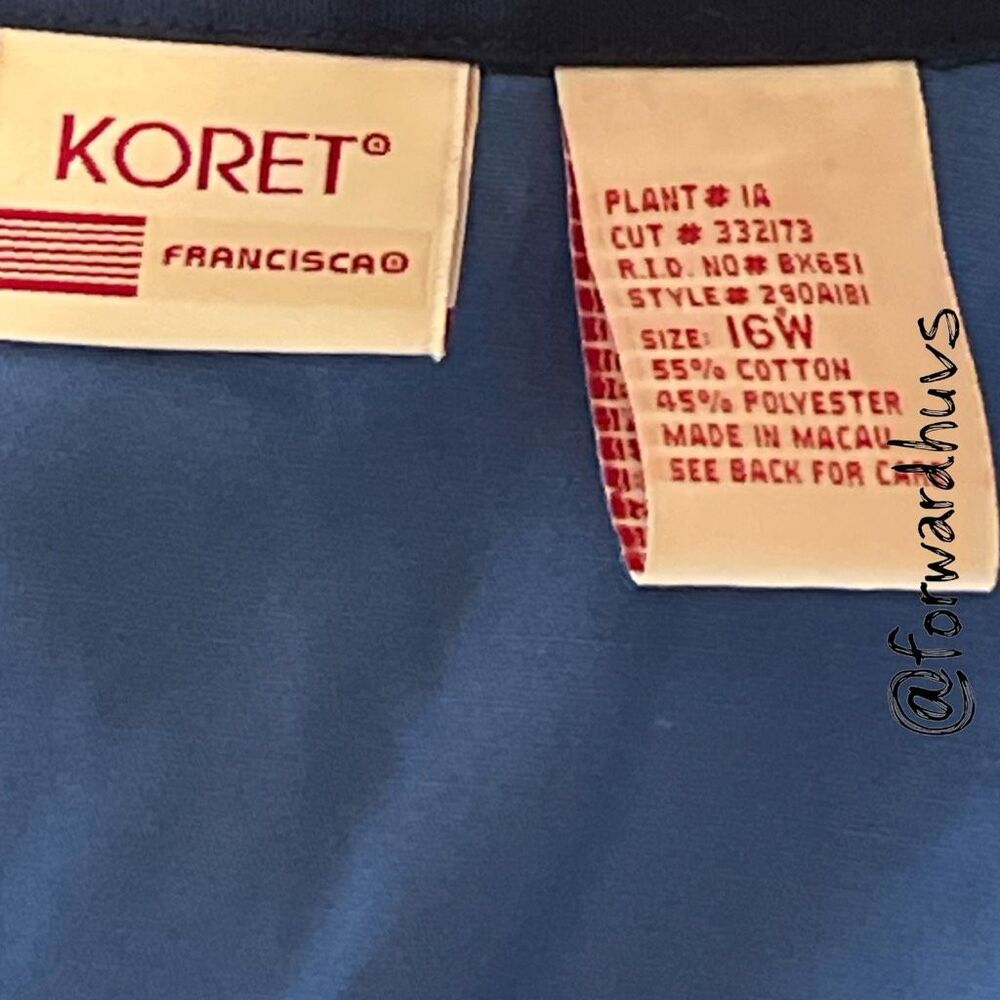 KORET®
FRANCISCA®
PLANT # 1A
CUT # 332173
R.I.D. NO# BX651
STYLE# 290A181
SIZE: 16W
55% COTTON
45% POLYESTER
MADE IN MACAU
SEE BACK FOR
@forwardhuvs